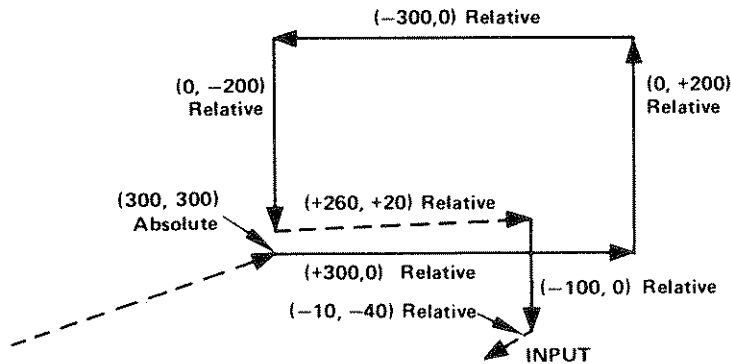 (−300,0) Relative
(0, −200)
Relative
(0, +200)
Relative
(300, 300)
Absolute
(+260, +20) Relative
(+300,0) Relative
(−100, 0) Relative
(−10, −40) Relative
INPUT